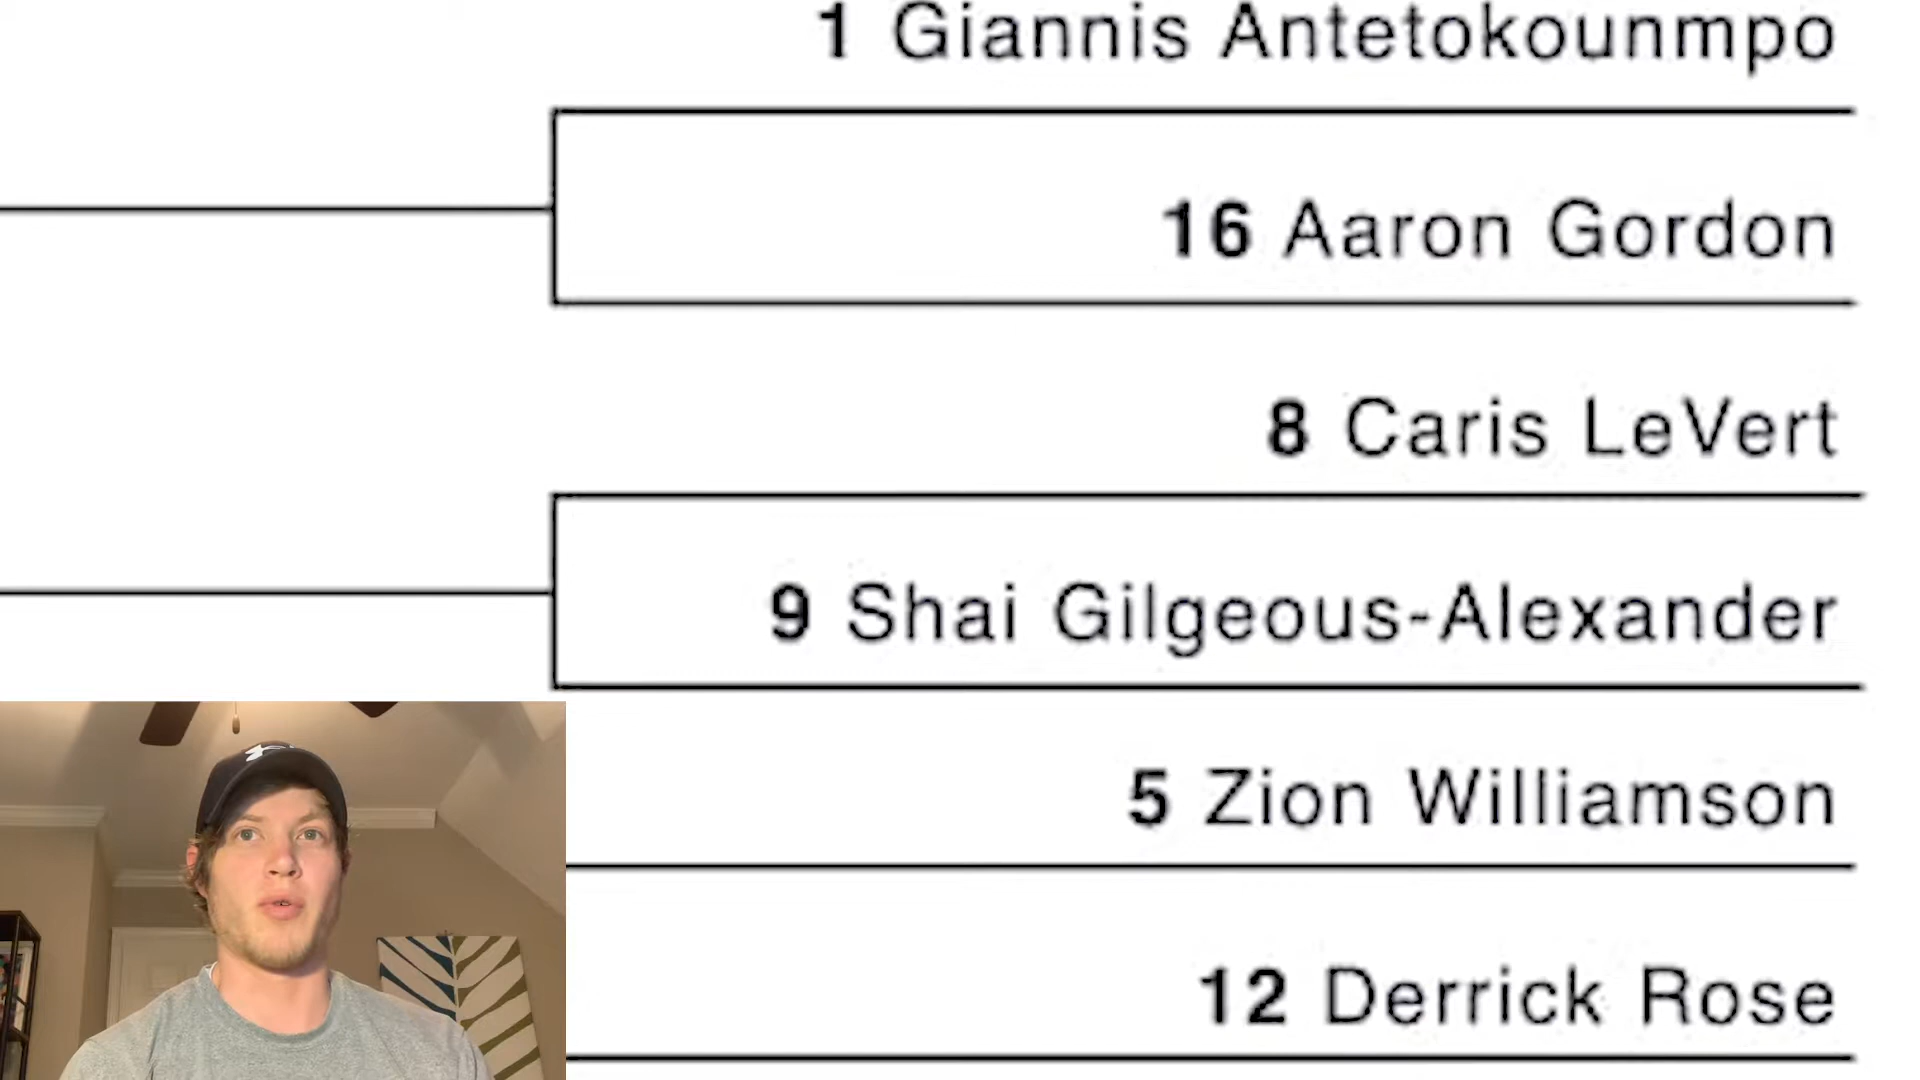 1 Giannis Antetokounmpo
16 Aaron Gordon
8 Caris LeVert
9 Shai Gilgeous-Alexander
5 Zion Williamson
12 Derrick Rose